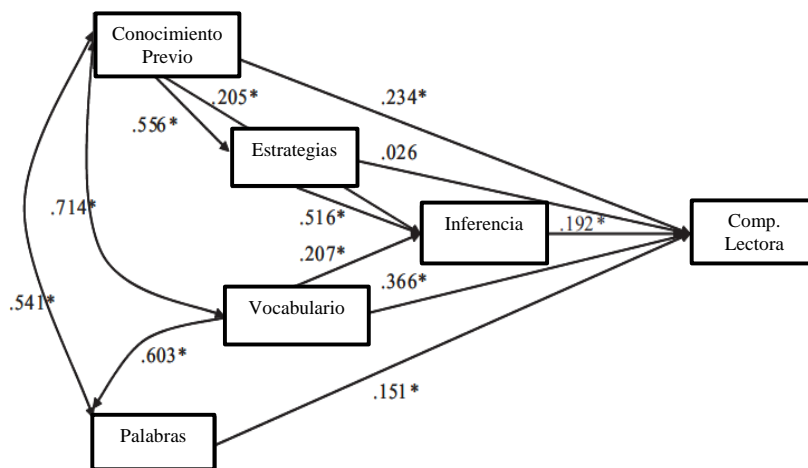 Conocimiento
Previo
.205*
.234*
.556*
Estrategias
.026
.714*
.516*
Inferencia
.192*
Comp.
Lectora
.207*
.366*
.541*
Vocabulario
.603*
.151*
Palabras